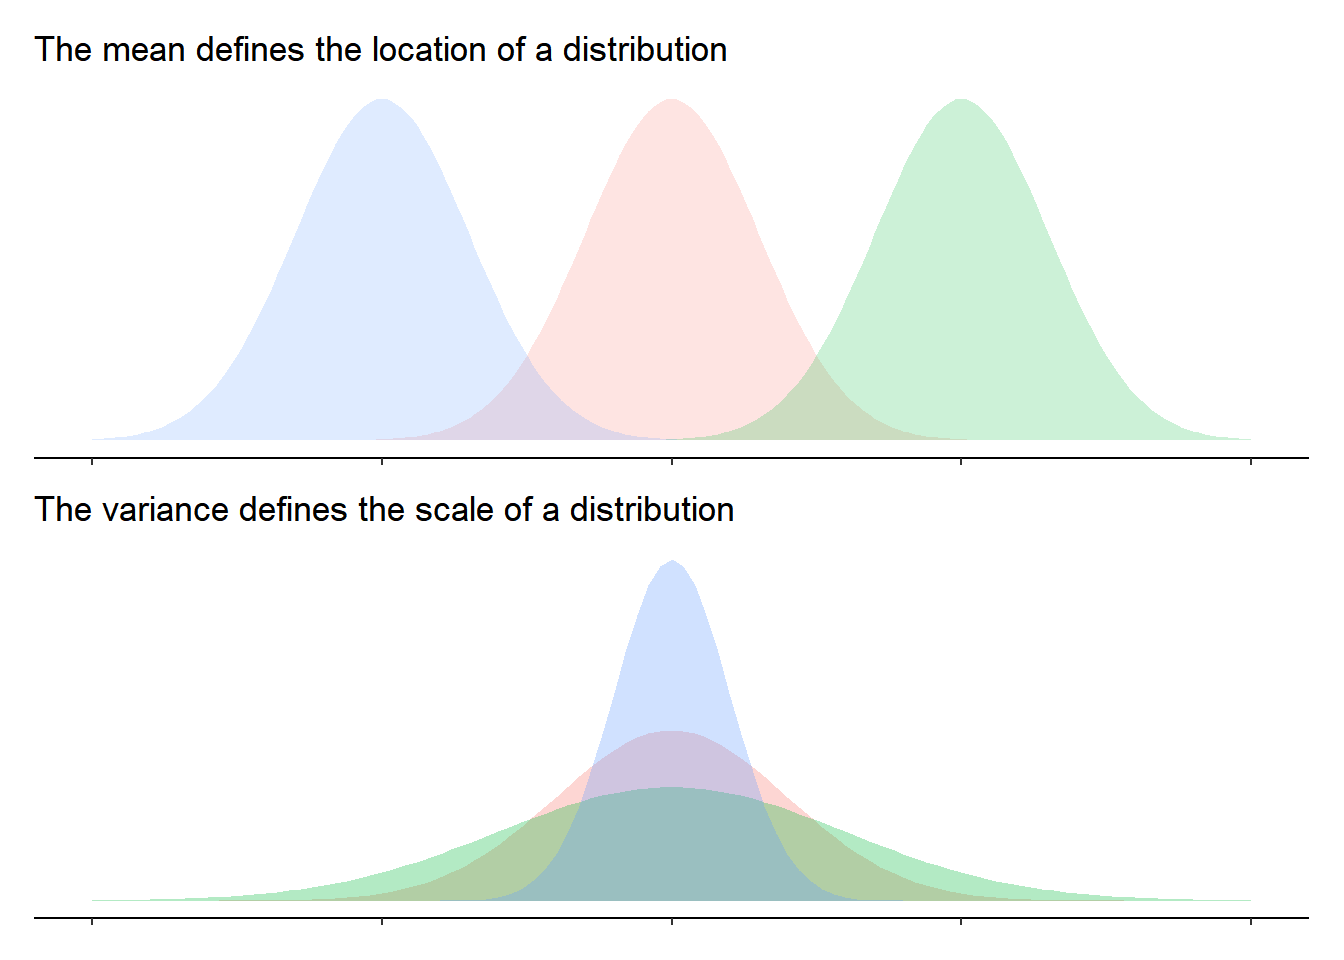 The mean defines the location of a distribution
The variance defines the scale of a distribution